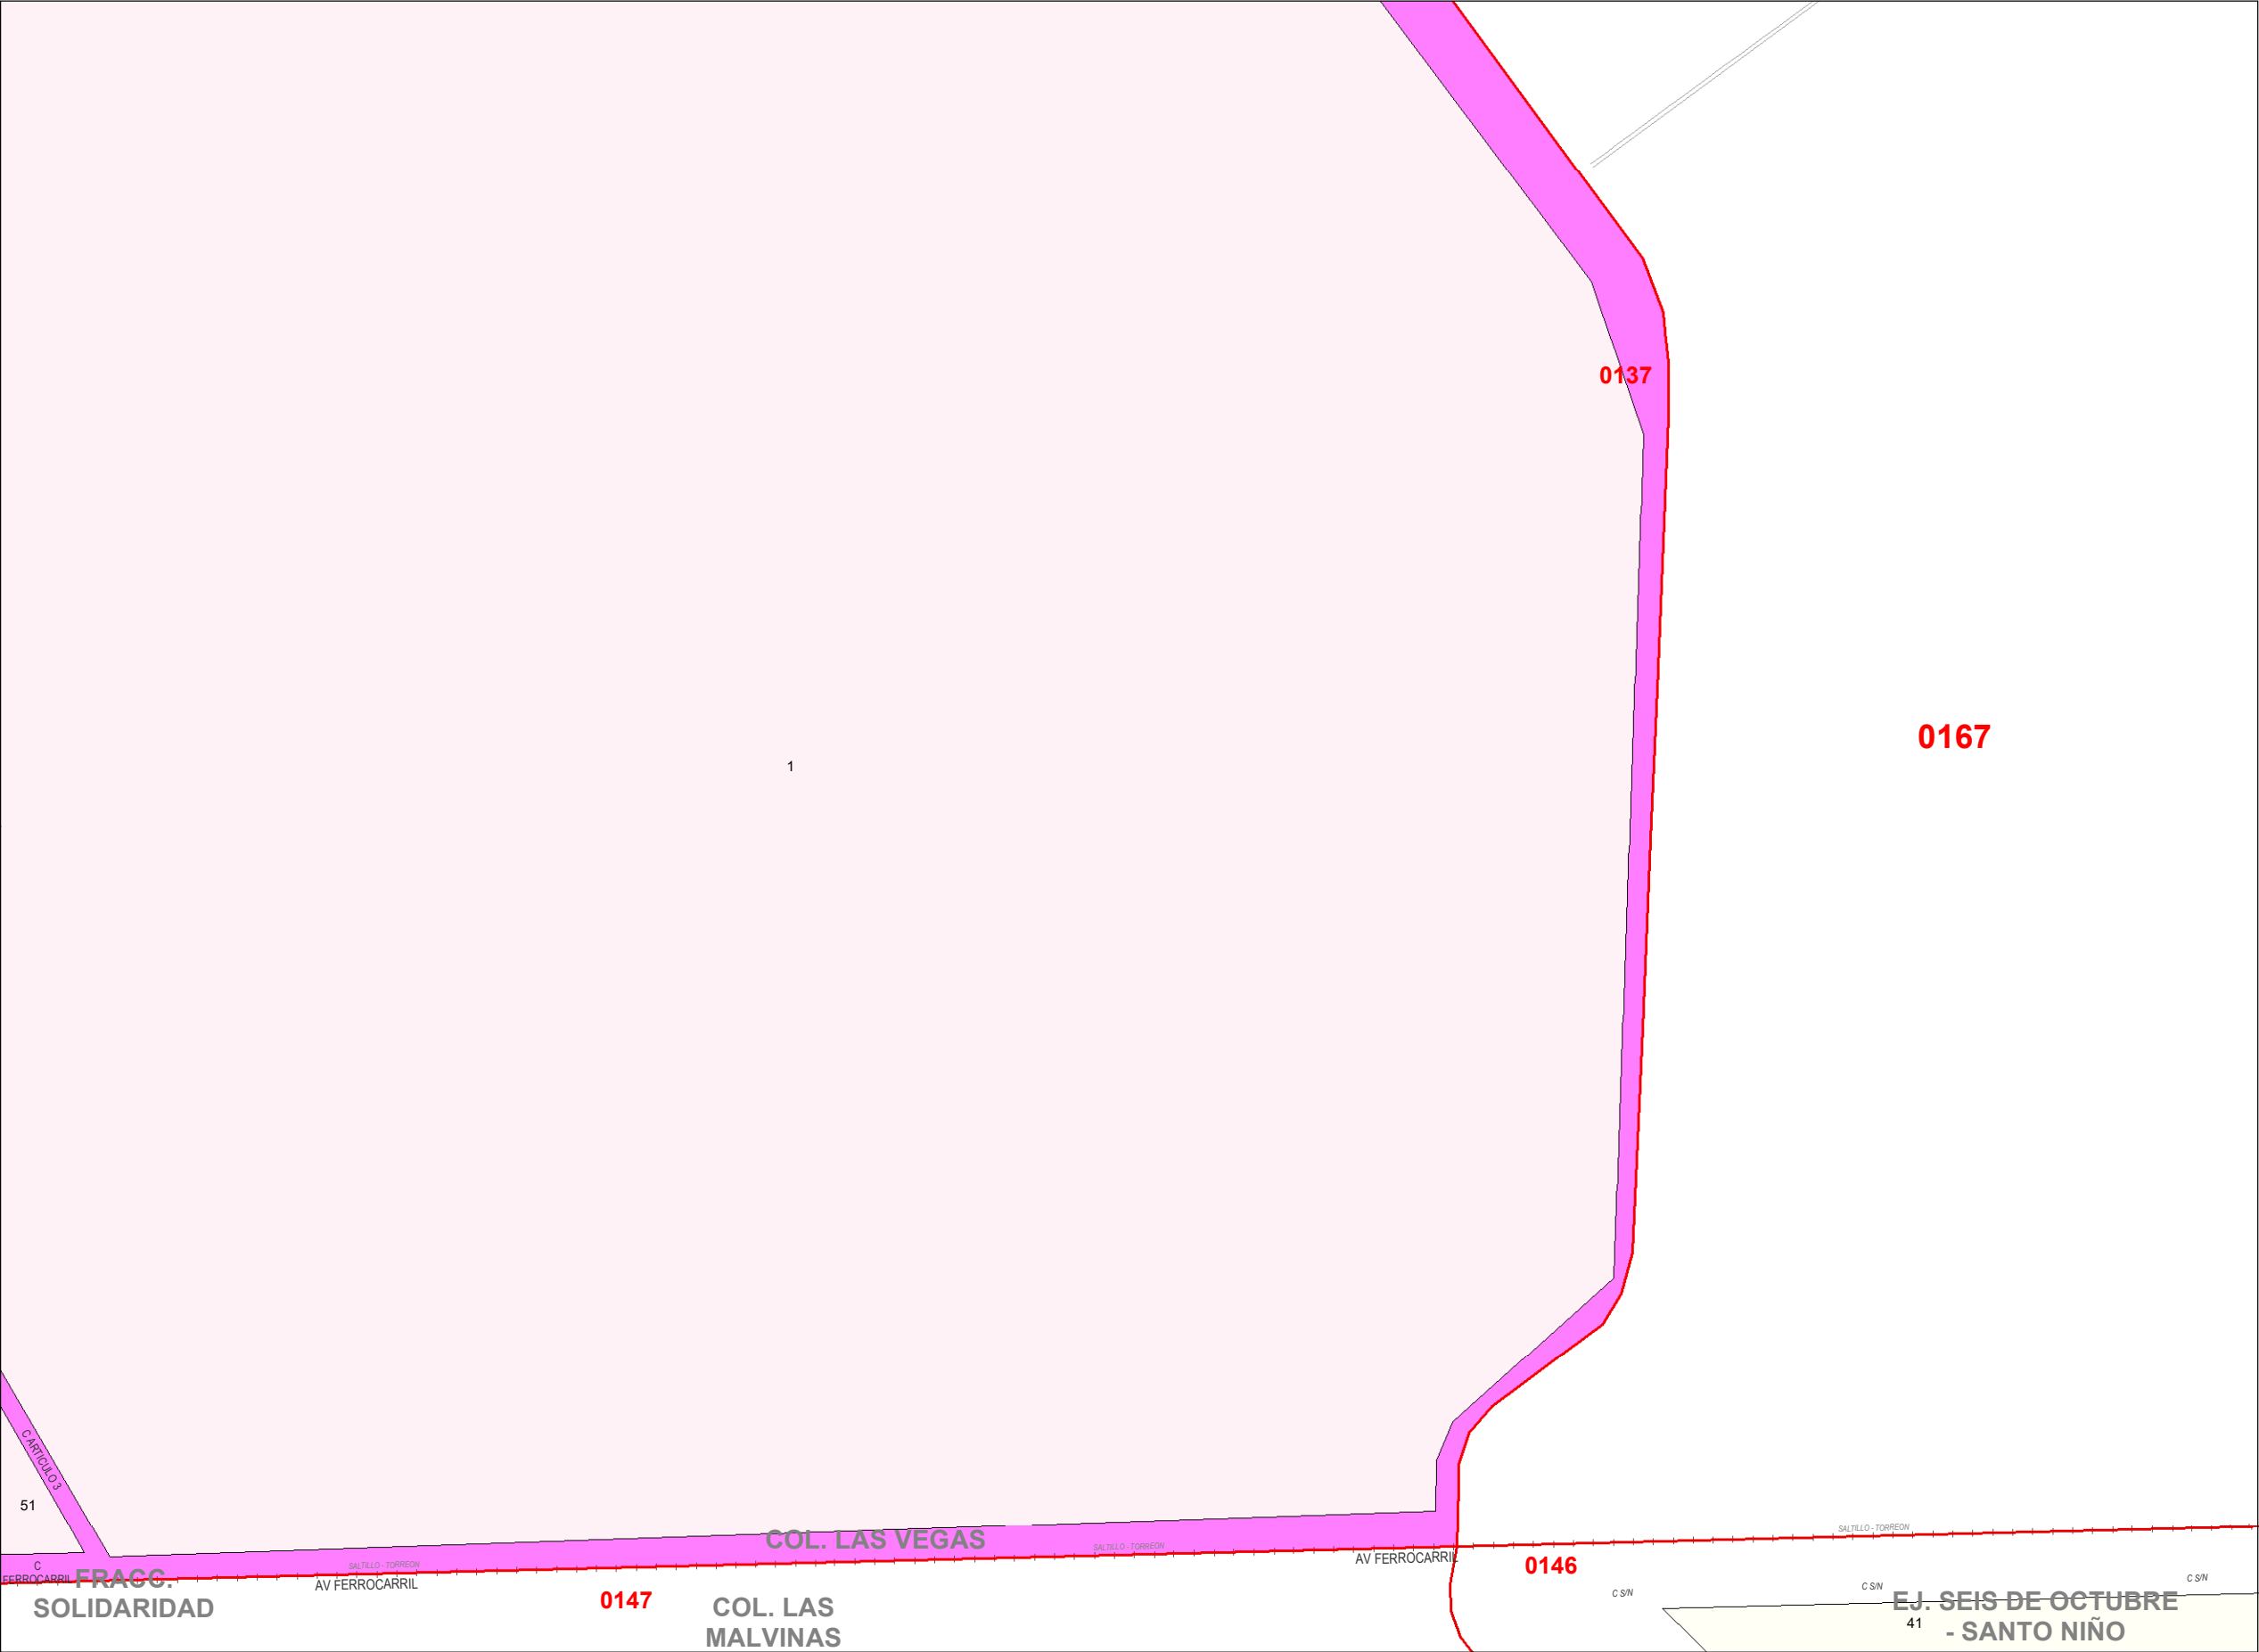 0137
0167
1
C ARTICULO 3
51
COL. LAS VEGAS
SALTILLO - TORREON
SALTILLO - TORREON
SALTILLO - TORREON
AV FERROCARRIL
0146
C
FERROCARRIL
FRACC.
SOLIDARIDAD
AV FERROCARRIL
0147
COL. LAS
MALVINAS
C S/N
C S/N
C S/N
EJ. SEIS DE OCTUBRE
- SANTO NIÑO
41